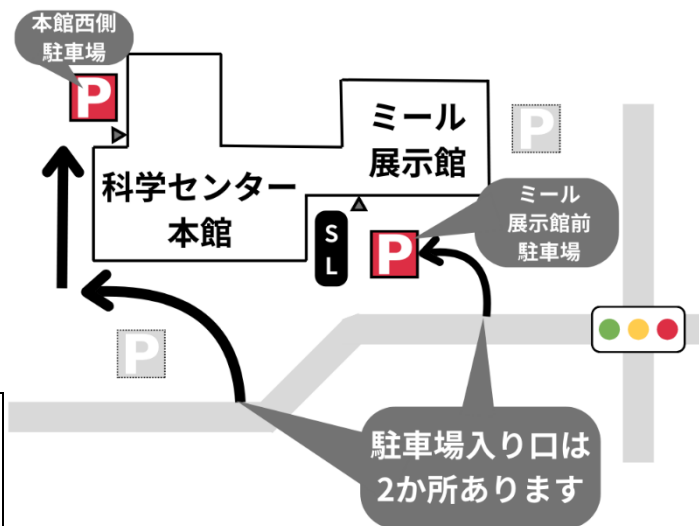 本館西側
駐車場
P
P
ミール
展示館
科学センター
本館
ミール
展示館前
駐車場
SL
P
P
駐車場入り口は
2か所あります